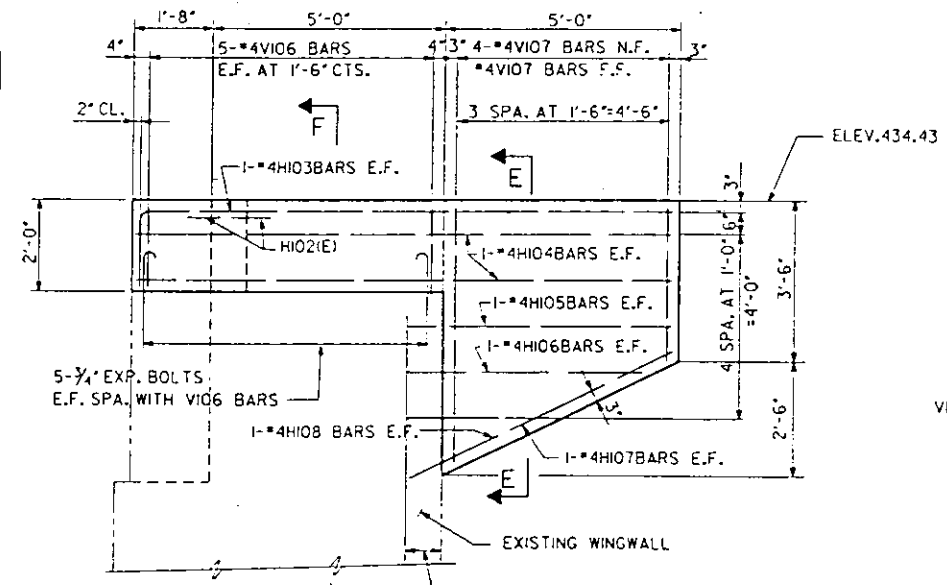 1'-8" 5'-0" 5'-0"
4" 5-#4V106 BARS 4" 3" 4-#4V107 BARS N.F. 3"
E.F. AT 1'-6" CTS. #4V107 BARS F.F.
2" CL. 3 SPA. AT 1'-6"=4'-6"
F
E
ELEV.434.43
1-#4H103BARS E.F.
3"
6"
2'-0"
H102(E)
1-#4H104BARS E.F.
4 SPA. AT 1'-0"
=4'-0"
3'-6"
1-#4H105BARS E.F.
1-#4H106BARS E.F.
5-3/4" EXP. BOLTS
E.F. SPA. WITH V106 BARS
3"
1-#4H108 BARS E.F.
2'-6"
1-#4H107BARS E.F.
E
EXISTING WINGWALL